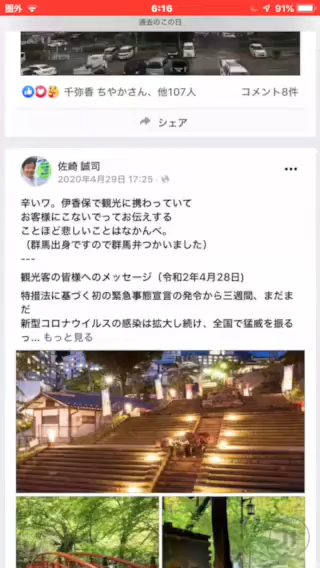 圏外
6:16
91%
過去のこの日
千弥香 ちやかさん、他107人
コメント8件
シェア
佐崎 誠司
2020年4月29日 17:25
辛いワ。伊香保で観光に携わっていて
お客様にこないでってお伝えする
ことほど悲しいことはなかんべ。
（群馬出身ですので群馬弁つかいました）
---
観光客の皆様へのメッセージ（令和2年4月28日)
特措法に基づく初の緊急事態宣言の発令から三週間、まだま
だ
新型コロナウイルスの感染は拡大し続け、全国で猛威を振る
っ... もっと見る